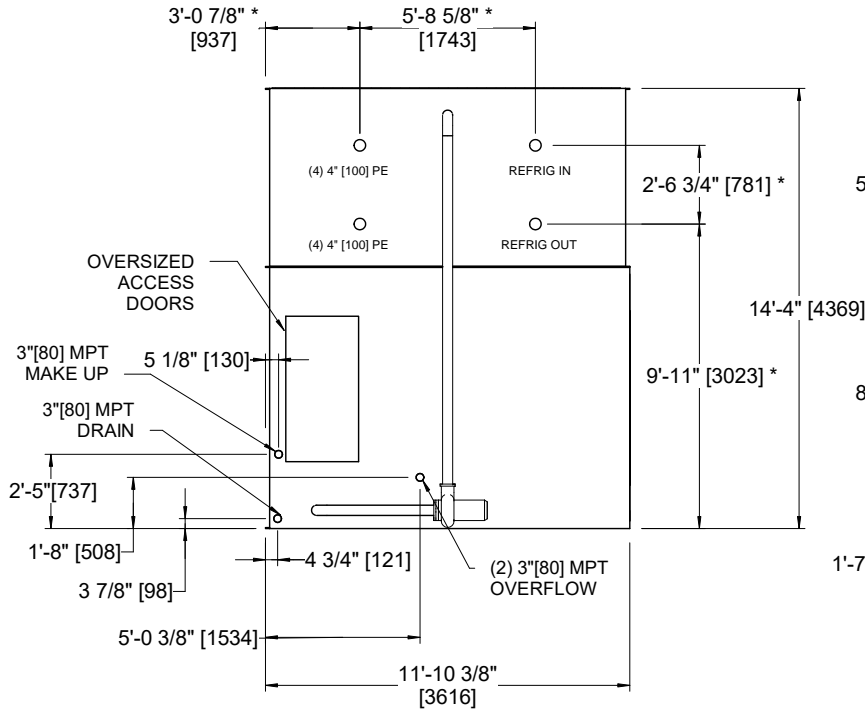 3'-0 7/8" *
[937]
5'-8 5/8" *
[1743]
(4) 4" [100] PE
REFRIG IN
2'-6 3/4" [781] *
5
(4) 4" [100] PE
REFRIG OUT
OVERSIZED
ACCESS
DOORS
14'-4" [4369]
3"[80] MPT
MAKE UP
5 1/8" [130]
9'-11" [3023] *
8
3"[80] MPT
DRAIN
2'-5"[737]
1'-8" [508]
4 3/4" [121]
(2) 3"[80] MPT
OVERFLOW
1'-7
3 7/8" [98]
5'-0 3/8" [1534]
11'-10 3/8"
[3616]